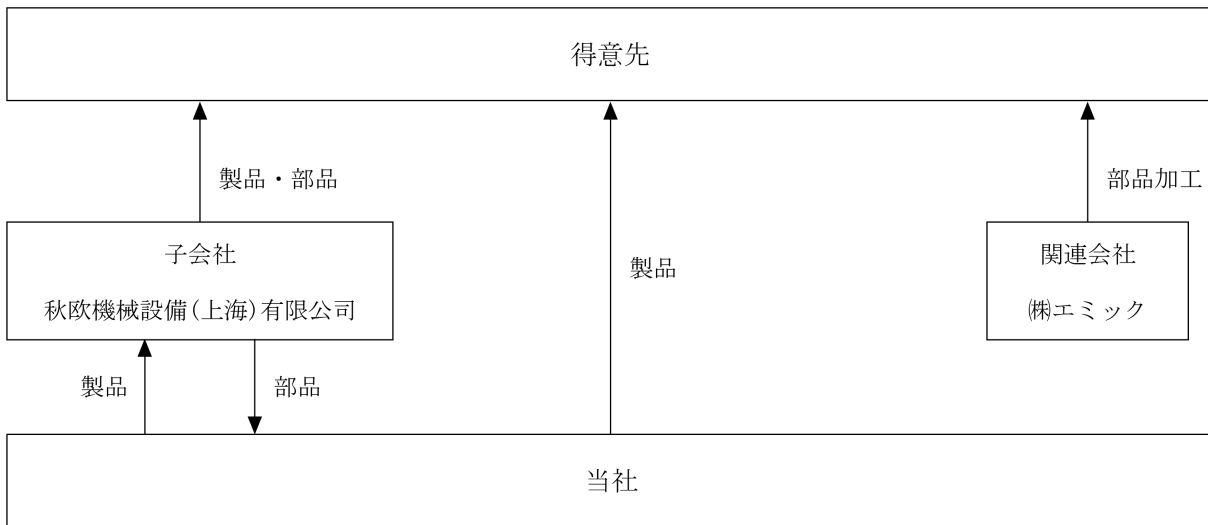 得意先
製品・部品
部品加工
子会社
秋欧機械設備(上海)有限公司
製品
関連会社
㈱エミック
製品
部品
当社